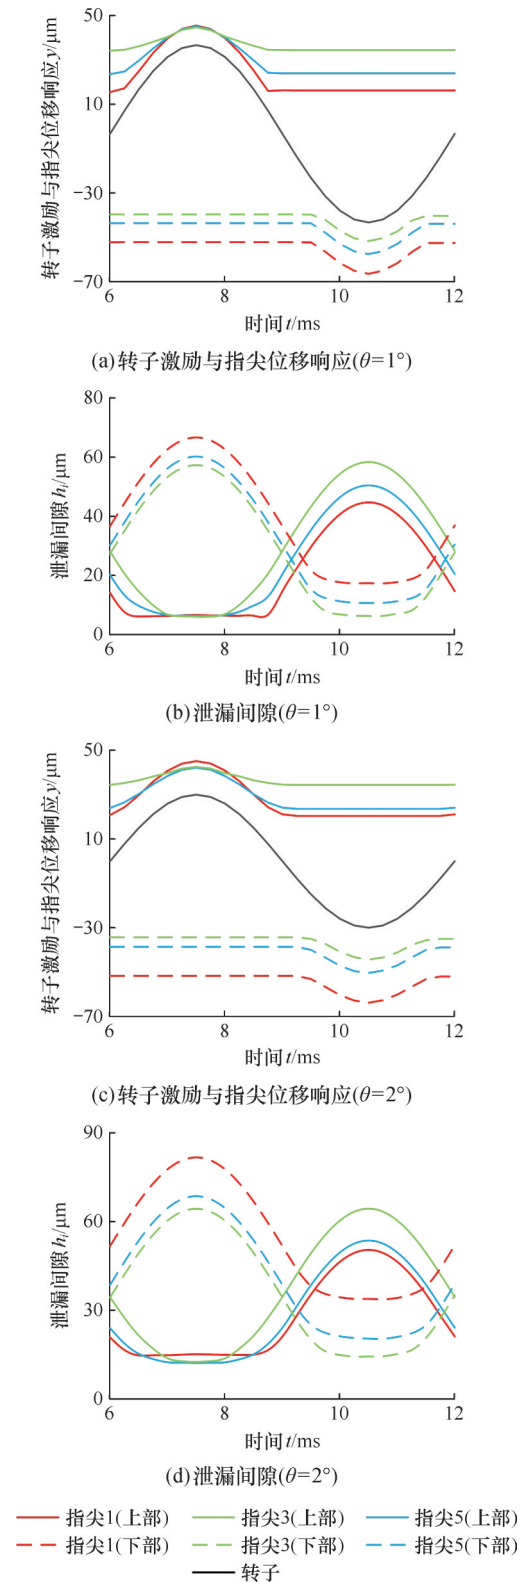 50
10
−30
−70
转子激励与指尖位移响应y/μm
6
8
10
12
时间t/ms
(a)转子激励与指尖位移响应(θ=1°)
80
60
40
20
0
泄漏间隙hᵢ/μm
6
8
10
12
时间t/ms
(b)泄漏间隙(θ=1°)
50
10
−30
−70
转子激励与指尖位移响应y/μm
6
8
10
12
时间t/ms
(c)转子激励与指尖位移响应(θ=2°)
90
60
30
0
泄漏间隙hᵢ/μm
6
8
10
12
时间t/ms
(d)泄漏间隙(θ=2°)
指尖1(上部) 指尖3(上部) 指尖5(上部)
指尖1(下部) 指尖3(下部) 指尖5(下部)
转子